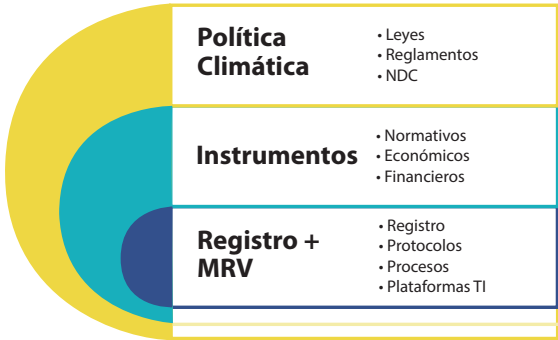 Política
Climática
• Leyes
• Reglamentos
• NDC
Instrumentos
• Normativos
• Económicos
• Financieros
Registro +
MRV
• Registro
• Protocolos
• Procesos
• Plataformas TI